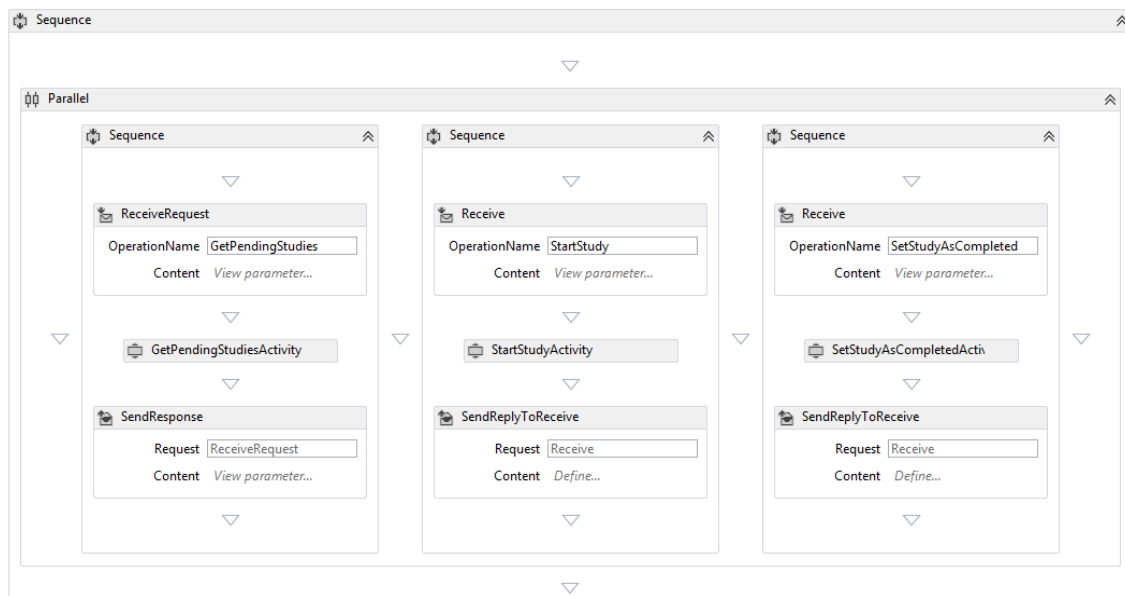 Sequence
Parallel
Sequence
ReceiveRequest
OperationName GetPendingStudies
Content View parameter...
GetPendingStudiesActivity
SendResponse
Request ReceiveRequest
Content View parameter...
Sequence
Receive
OperationName StartStudy
Content View parameter...
StartStudyActivity
SendReplyToReceive
Request Receive
Content Define...
Sequence
Receive
OperationName SetStudyAsCompleted
Content View parameter...
SetStudyAsCompletedActiv
SendReplyToReceive
Request Receive
Content Define...